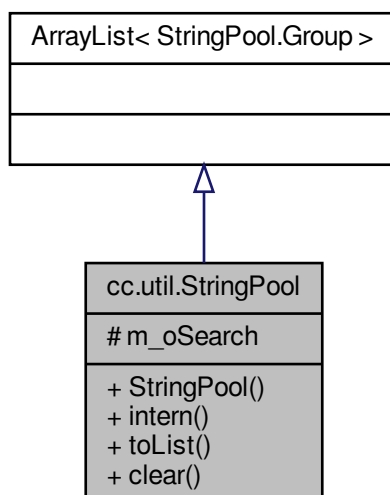 ArrayList< StringPool.Group >
cc.util.StringPool
# m_oSearch
+ StringPool()
+ intern()
+ toList()
+ clear()